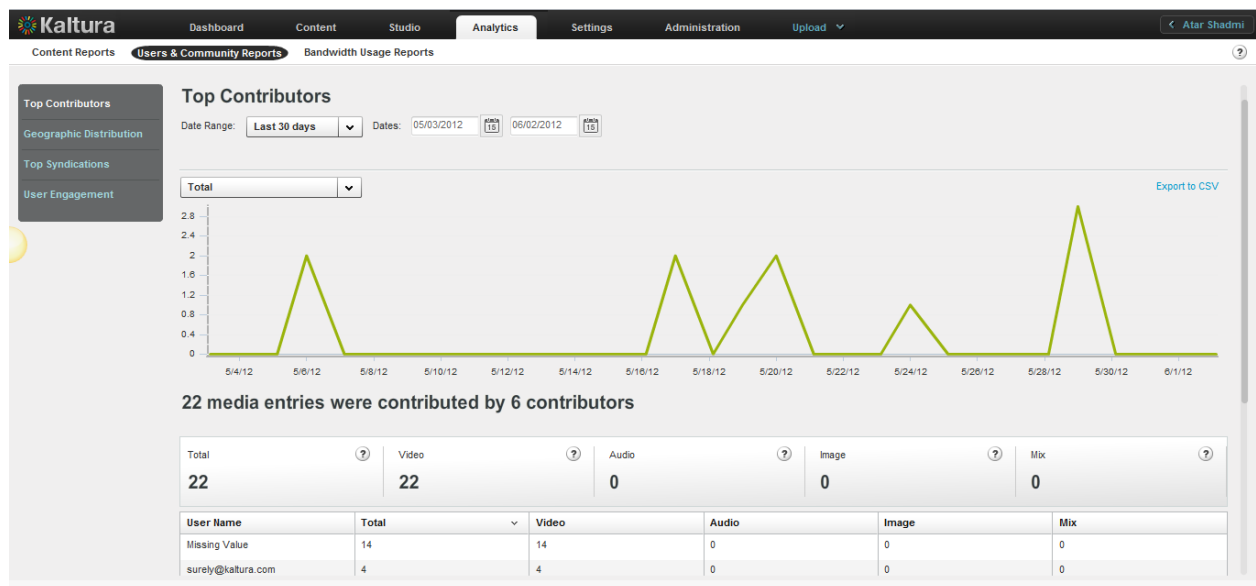 Kaltura Dashboard Content Studio Analytics Settings Administration Upload < Atar Shadmi
Content Reports Users & Community Reports Bandwidth Usage Reports ?
Top Contributors
Geographic Distribution
Top Syndications
User Engagement
Top Contributors
Date Range: Last 30 days Dates: 05/03/2012 15 06/02/2012 15
Total Export to CSV
2.8
2.4
2
1.6
1.2
0.8
0.4
0
5/4/12 5/6/12 5/8/12 5/10/12 5/12/12 5/14/12 5/16/12 5/18/12 5/20/12 5/22/12 5/24/12 5/26/12 5/28/12 5/30/12 6/1/12
22 media entries were contributed by 6 contributors
Total ? Video ? Audio ? Image ? Mix ?
22 22 0 0 0
User Name Total Video Audio Image Mix
Missing Value 14 14 0 0 0
surely@kaltura.com 4 4 0 0 0